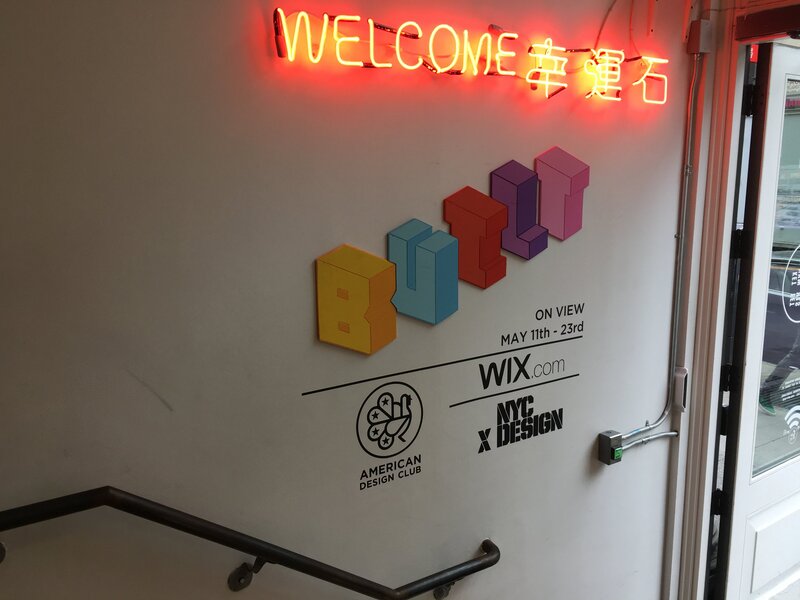 WELCOME 幸運石
BUILT
ON VIEW
MAY 11th - 23rd
WIX.com
NYC
X DESIGN
AMERICAN
DESIGN CLUB